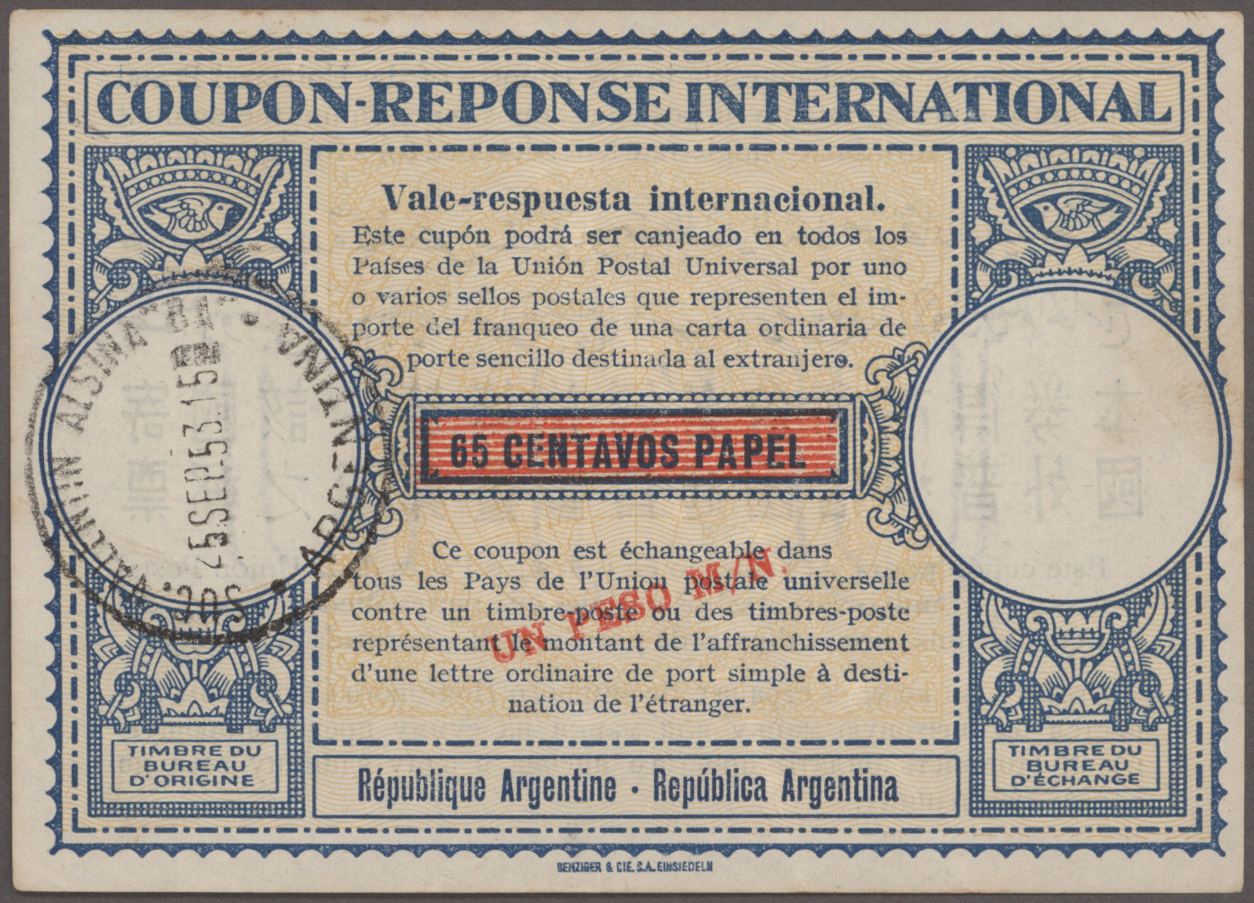 COUPON-REPONSE INTERNATIONAL
Vale-respuesta internacional.
Este cupón podrá ser canjeado en todos los
Países de la Unión Postal Universal por uno
o varios sellos postales que representen el im-
porte del franqueo de una carta ordinaria de
porte sencillo destinada al extranjero.
65 CENTAVOS PAPEL
Ce coupon est échangeable dans
tous les Pays de l'Union postale universelle
contre un timbre-poste ou des timbres-poste
représentant le montant de l'affranchissement
d'une lettre ordinaire de port simple à desti-
nation de l'étranger.
UN PESO M/N.
SUC. VALENTIN ALSINA
ARGENTINA
SEP. 53 15
TIMBRE DU
BUREAU
D'ORIGINE
République Argentine · República Argentina
TIMBRE DU
BUREAU
D'ÉCHANGE
BENZIGER & CIE. S.A. EINSIEDELN